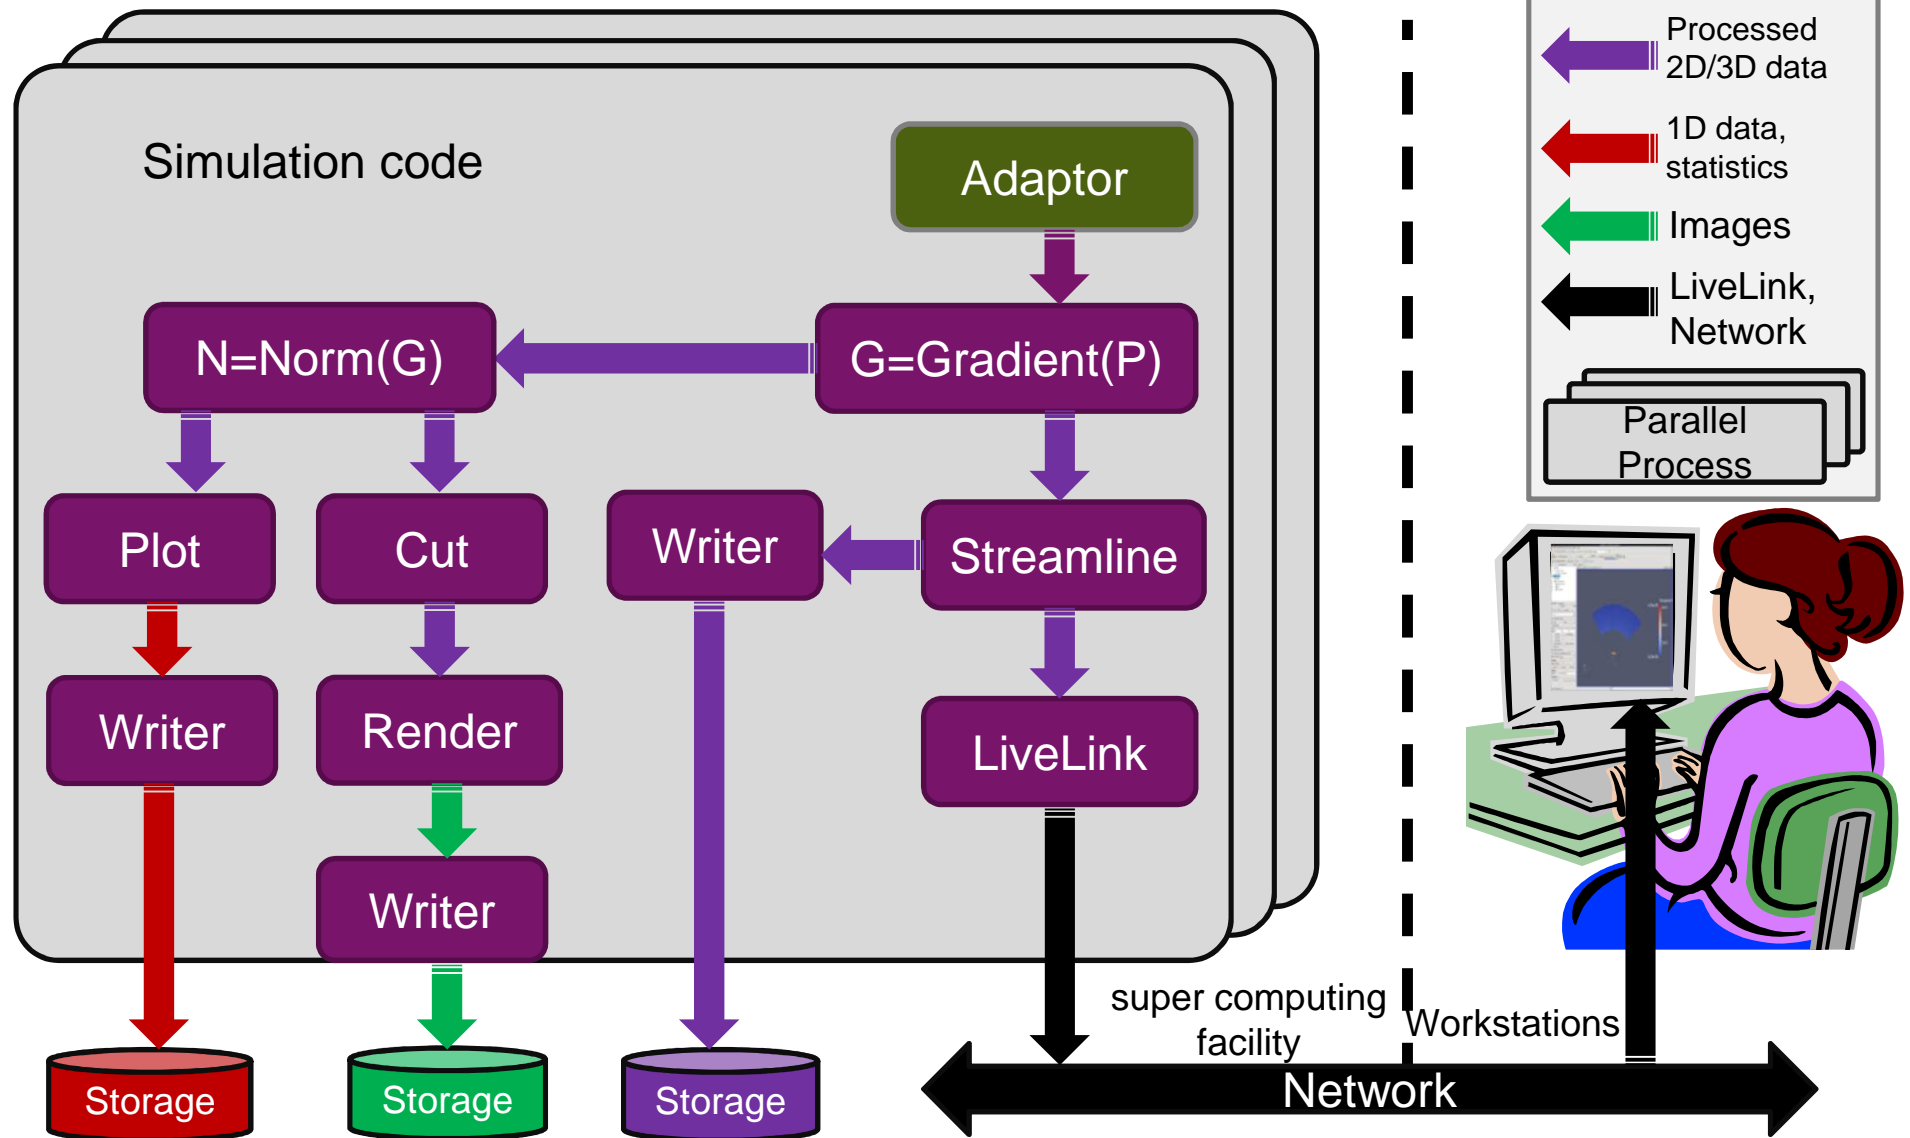 Simulation code
Adaptor
N=Norm(G)
G=Gradient(P)
Plot
Cut
Writer
Streamline
Writer
Render
LiveLink
Writer
super computing
facility
Workstations
Storage
Storage
Storage
Network
Processed
2D/3D data
1D data,
statistics
Images
LiveLink,
Network
Parallel
Process